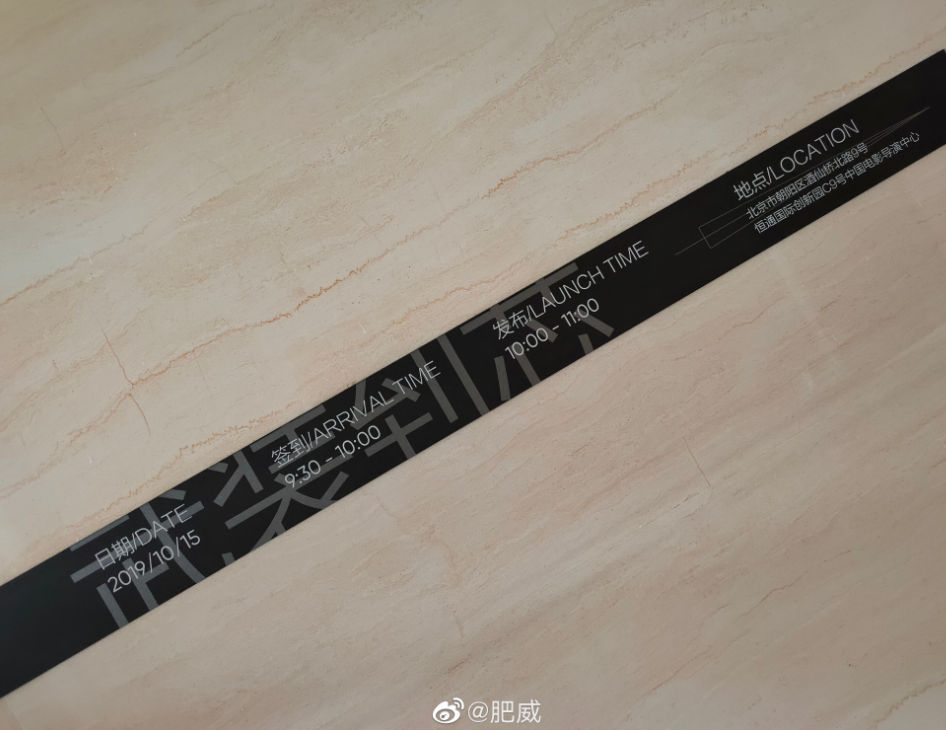 武装到芯
日期/DATE
2019/10/15
签到/ARRIVAL TIME
9:30 - 10:00
发布/LAUNCH TIME
10:00 - 11:00
地点/LOCATION
北京市朝阳区酒仙桥北路9号
恒通国际创新园C9号中国电影导演中心
@肥威